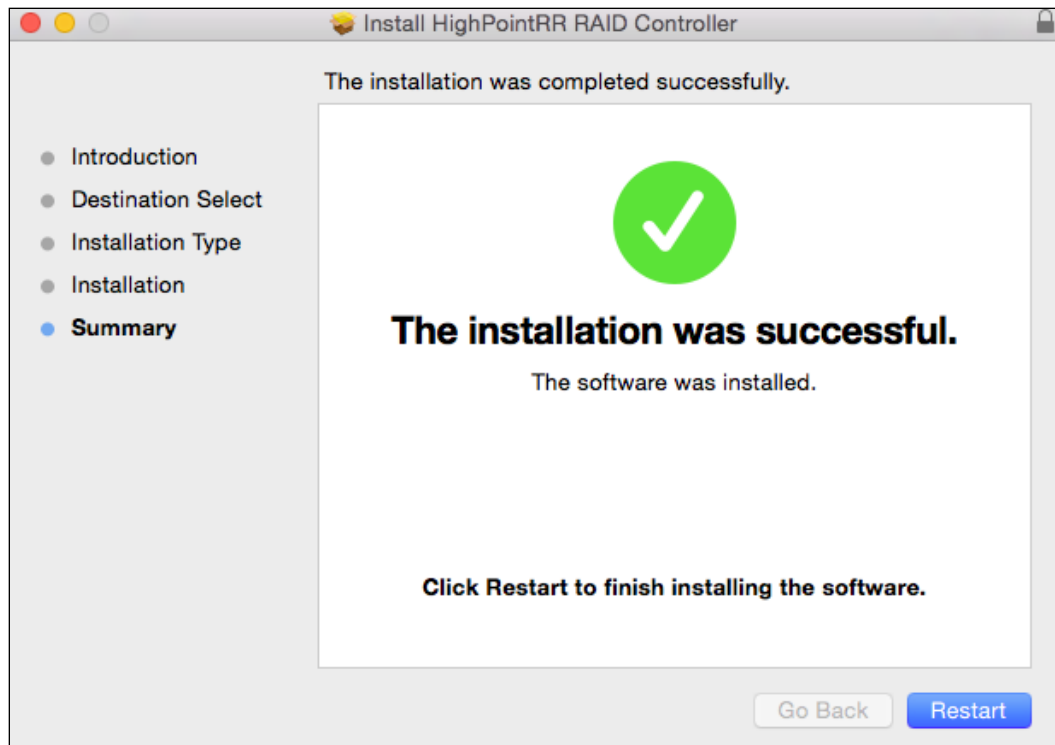 Install HighPointRR RAID Controller
The installation was completed successfully.
Introduction
Destination Select
Installation Type
Installation
Summary
The installation was successful.
The software was installed.
Click Restart to finish installing the software.
Go Back
Restart